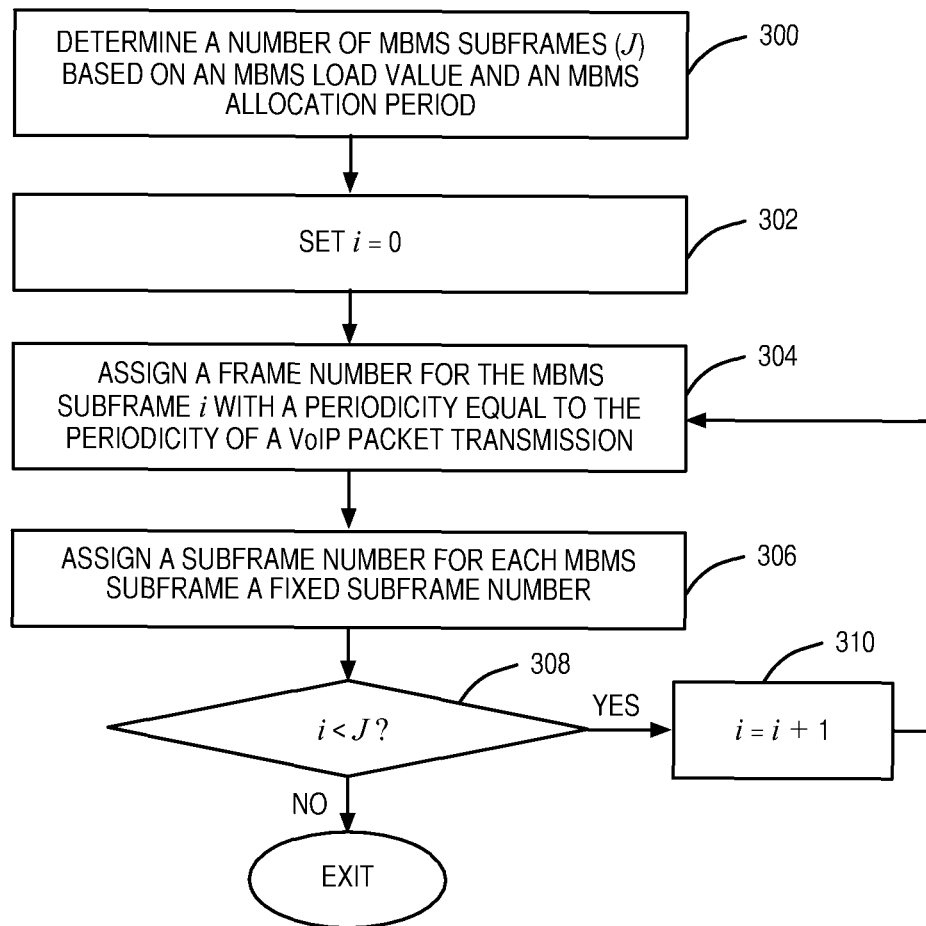 DETERMINE A NUMBER OF MBMS SUBFRAMES (J)
BASED ON AN MBMS LOAD VALUE AND AN MBMS
ALLOCATION PERIOD
300
SET i = 0
302
ASSIGN A FRAME NUMBER FOR THE MBMS
SUBFRAME i WITH A PERIODICITY EQUAL TO THE
PERIODICITY OF A VoIP PACKET TRANSMISSION
304
ASSIGN A SUBFRAME NUMBER FOR EACH MBMS
SUBFRAME A FIXED SUBFRAME NUMBER
306
308
i < J ?
YES
310
i = i + 1
NO
EXIT